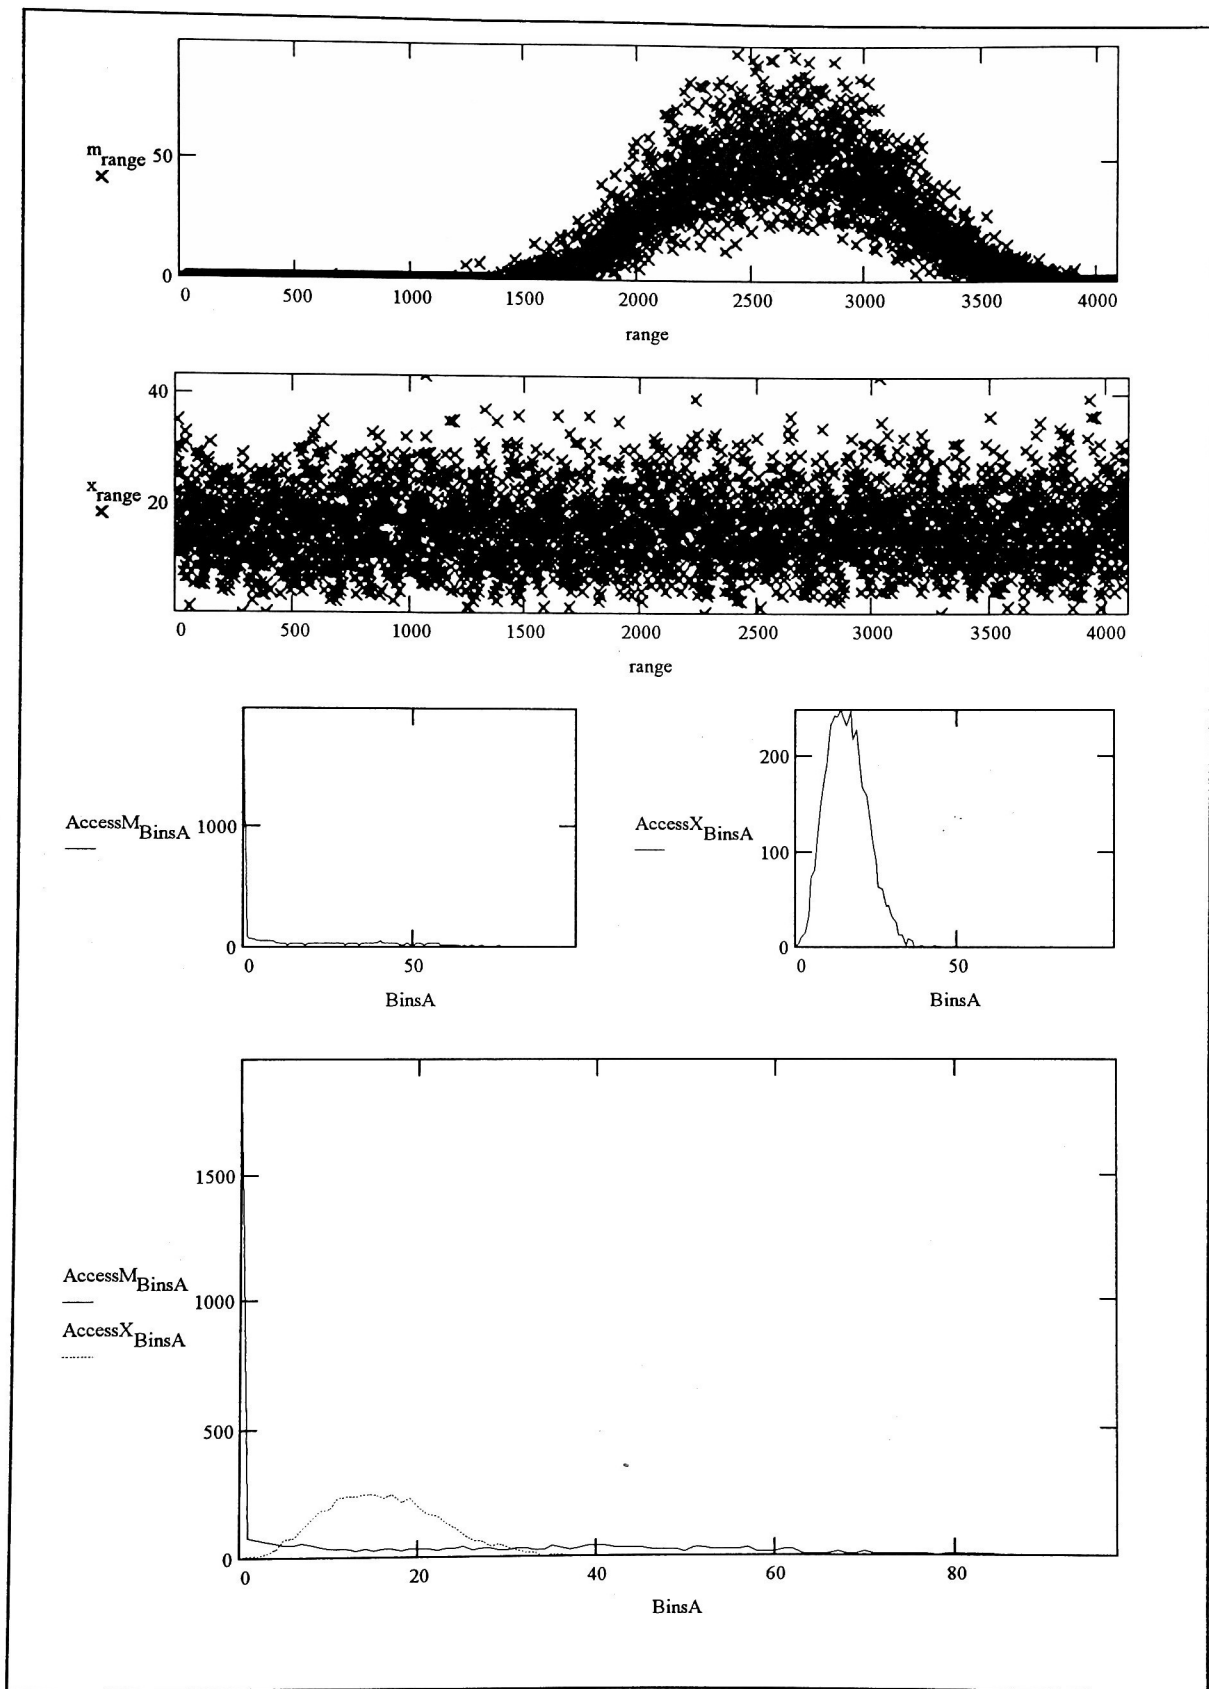 m range
50
0
0 500 1000 1500 2000 2500 3000 3500 4000
range
40
x range
20
0 500 1000 1500 2000 2500 3000 3500 4000
range
AccessM BinsA
1000
0
0 50
BinsA
200
AccessX BinsA
100
0
0 50
BinsA
1500
AccessM BinsA
1000
AccessX BinsA
500
0
0 20 40 60 80
BinsA